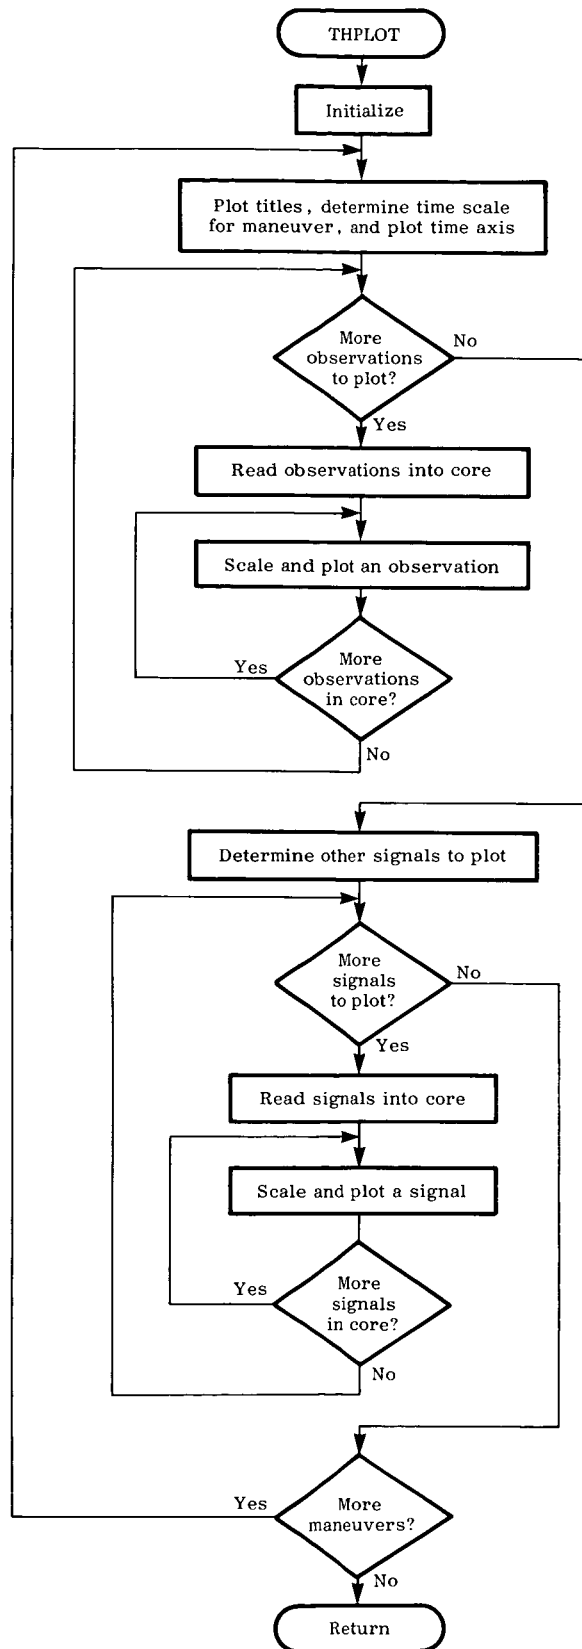 THPLOT
Initialize
Plot titles, determine time scale
for maneuver, and plot time axis
More
observations
to plot?
No
Yes
Read observations into core
Scale and plot an observation
Yes
More
observations
in core?
No
Determine other signals to plot
More
signals
to plot?
No
Yes
Read signals into core
Scale and plot a signal
Yes
More
signals
in core?
No
Yes
More
maneuvers?
No
Return